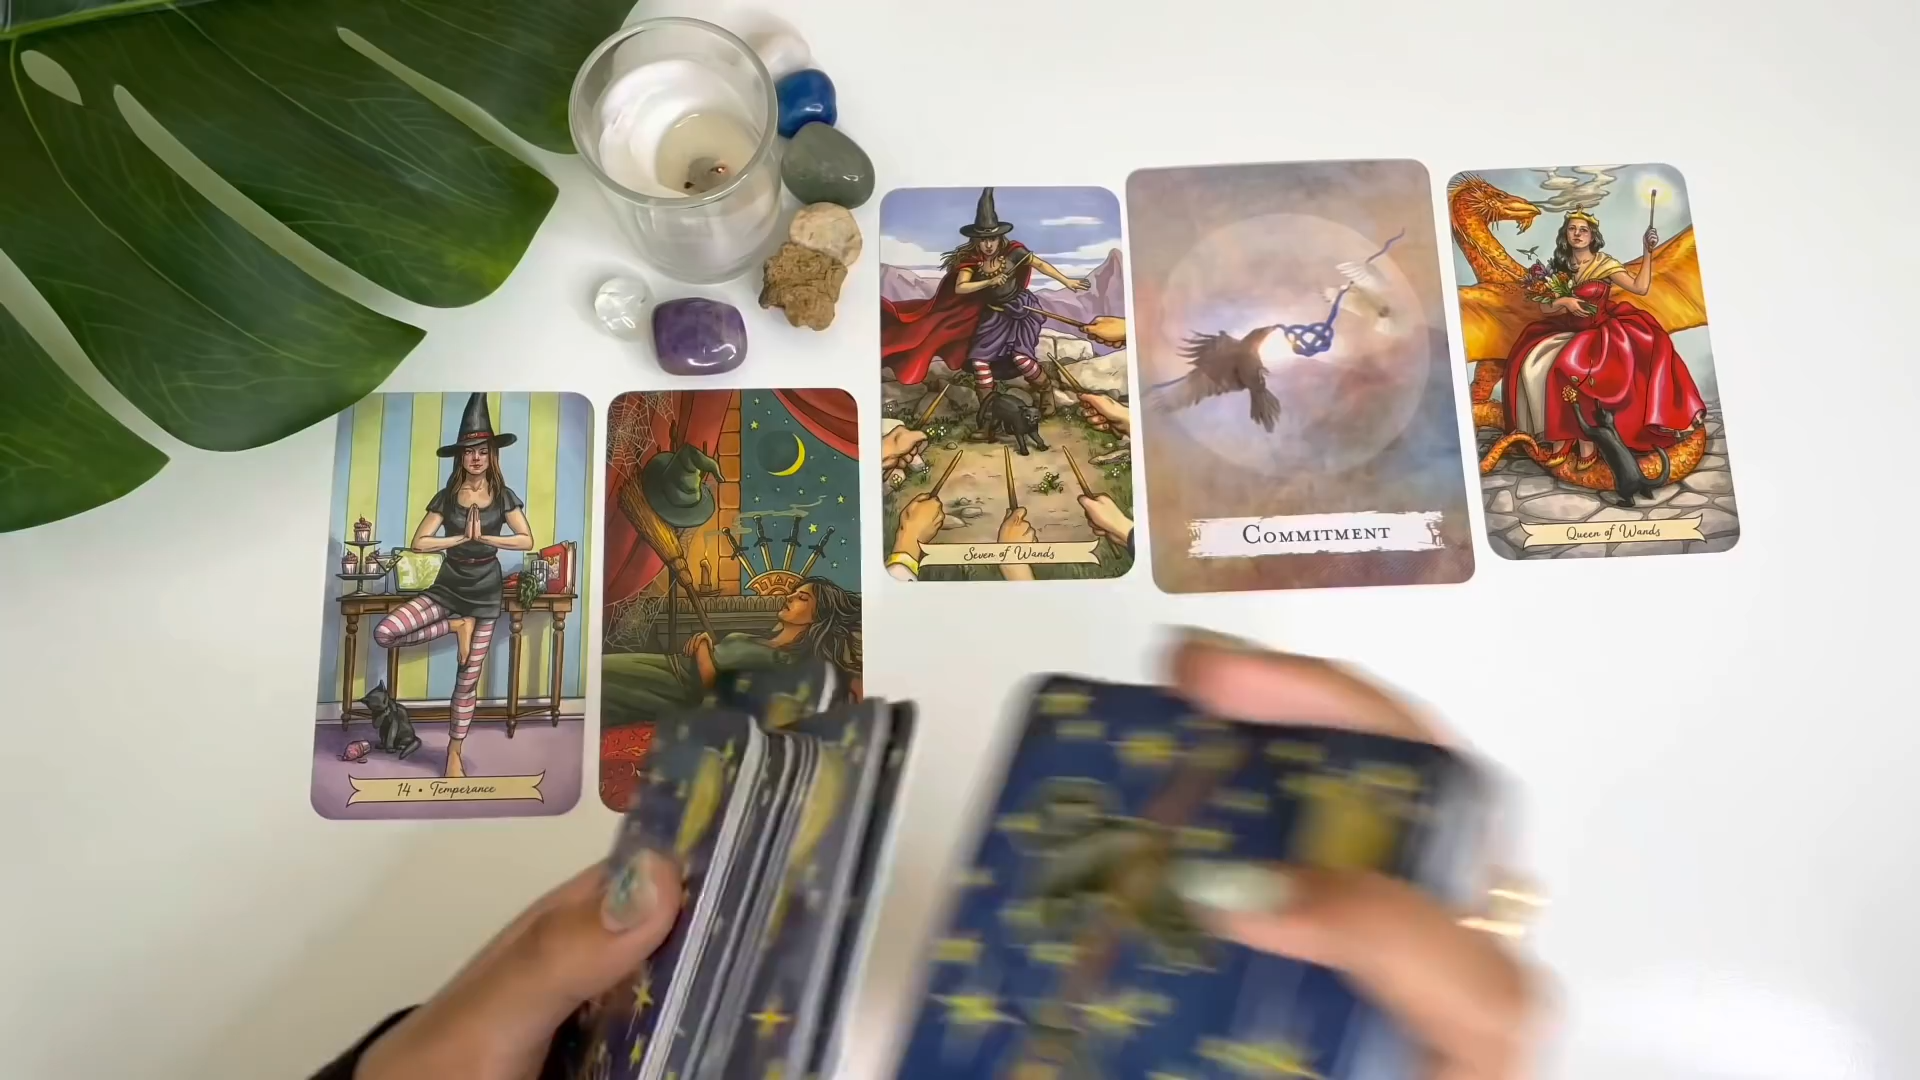 14 • Temperance
Seven of Wands
COMMITMENT
Queen of Wands